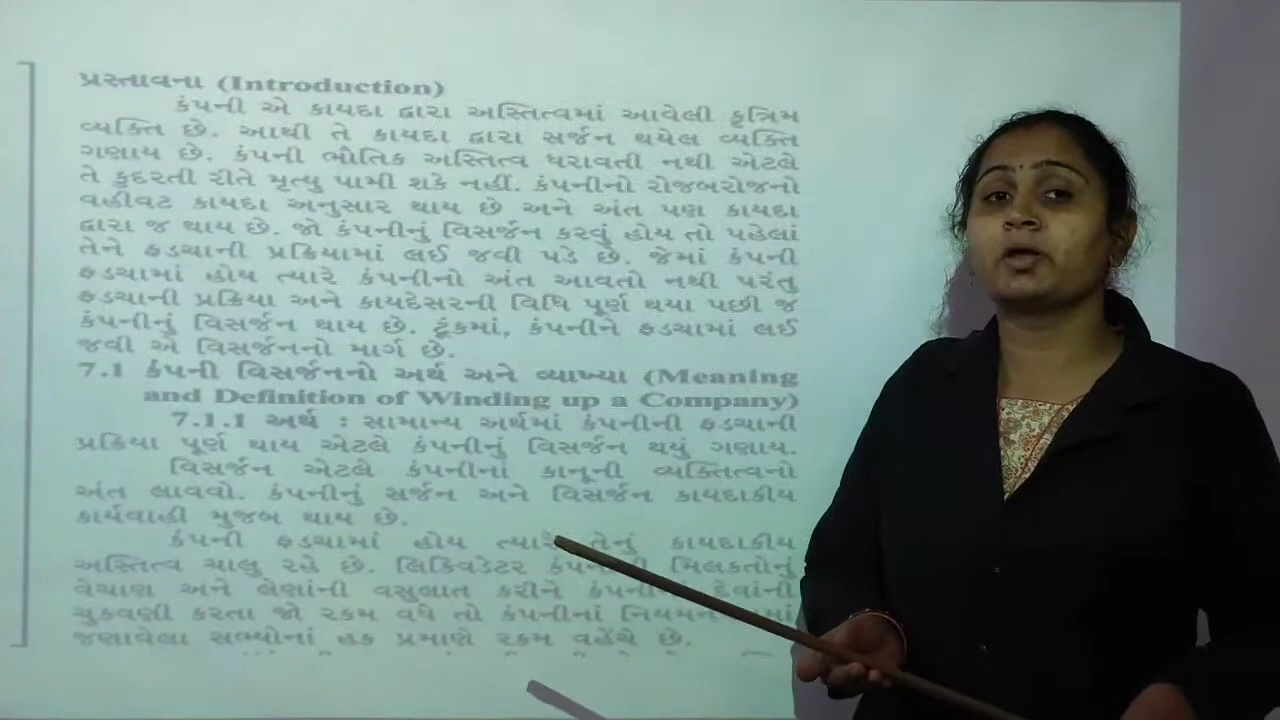 પ્રસ્તાવના (Introduction)
કંપની એ કાયદા દ્વારા અસ્તિત્વમાં આવેલી કૃત્રિમ
વ્યક્તિ છે. આથી તે કાયદા દ્વારા સર્જન થયેલ વ્યક્તિ
ગણાય છે. કંપની ભૌતિક અસ્તિત્વ ધરાવતી નથી એટલે
તે કુદરતી રીતે મૃત્યુ પામી શકે નહીં. કંપનીનો રોજબરોજનો
વહીવટ કાયદા અનુસાર થાય છે અને અંત પણ કાયદા
દ્વારા જ થાય છે. જો કંપનીનું વિસર્જન કરવું હોય તો પહેલાં
તેને ફડચાની પ્રક્રિયામાં લઈ જવી પડે છે. જેમાં કંપની
ફડચામાં હોય ત્યારે કંપનીનો અંત આવતો નથી પરંતુ
ફડચાની પ્રક્રિયા અને કાયદેસરની વિધિ પૂર્ણ થયા પછી જ
કંપનીનું વિસર્જન થાય છે. ટૂંકમાં, કંપનીને ફડચામાં લઈ
જવી એ વિસર્જનનો માર્ગ છે.
7.1 કંપની વિસર્જનનો અર્થ અને વ્યાખ્યા (Meaning
and Definition of Winding up a Company)
7.1.1 અર્થ : સામાન્ય અર્થમાં કંપનીની ફડચાની
પ્રક્રિયા પૂર્ણ થાય એટલે કંપનીનું વિસર્જન થયું ગણાય.
વિસર્જન એટલે કંપનીનાં કાનૂની વ્યક્તિત્વનો
અંત લાવવો. કંપનીનું સર્જન અને વિસર્જન કાયદાકીય
કાર્યવાહી મુજબ થાય છે.
કંપની ફડચામાં હોય ત્યારે તેનું કાયદાકીય
અસ્તિત્વ ચાલુ રહે છે. લિક્વિડેટર મિલકતોનું
વેચાણ અને લેણાંની વસુલાત કરીને દેવાંની
ચુકવણી કરતા જો રકમ વધે તો કંપનીનાં
જણાવેલા સભ્યોનાં હક પ્રમાણે રકમ વહેંચે છે.